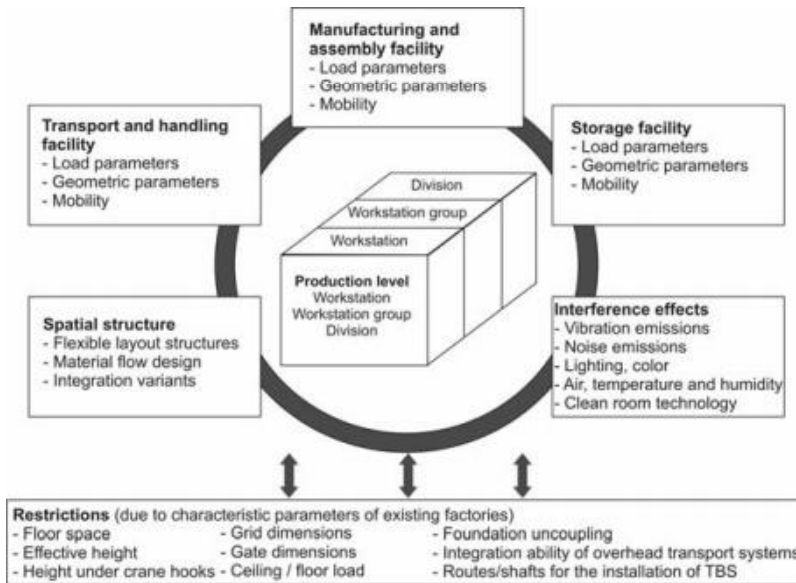 Manufacturing and
assembly facility
- Load parameters
- Geometric parameters
- Mobility
Transport and handling
facility
- Load parameters
- Geometric parameters
- Mobility
Storage facility
- Load parameters
- Geometric parameters
- Mobility
Division
Workstation group
Workstation
Production level
Workstation
Workstation group
Division
Spatial structure
- Flexible layout structures
- Material flow design
- Integration variants
Interference effects
- Vibration emissions
- Noise emissions
- Lighting, color
- Air, temperature and humidity
- Clean room technology
Restrictions (due to characteristic parameters of existing factories)
- Floor space
- Effective height
- Height under crane hooks
- Grid dimensions
- Gate dimensions
- Ceiling / floor load
- Foundation uncoupling
- Integration ability of overhead transport systems
- Routes/shafts for the installation of TBS